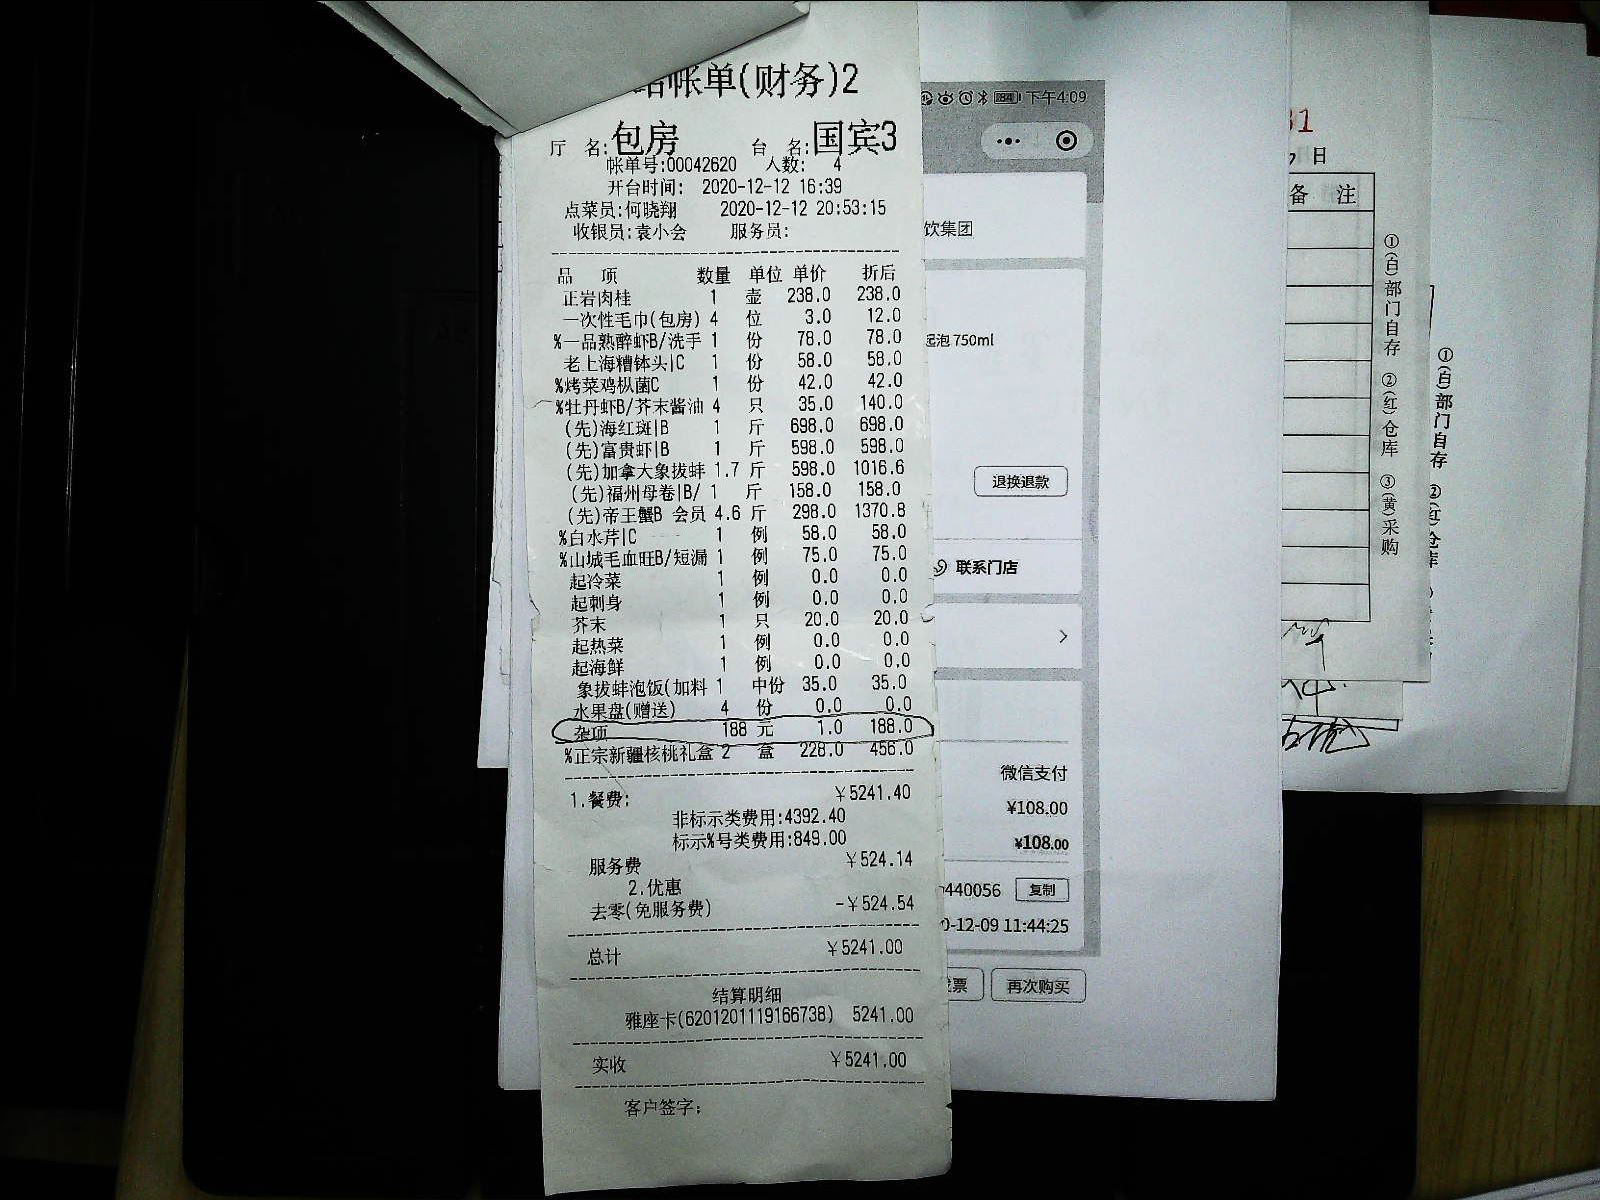 结帐单(财务)2
厅 名:包房 台 名:国宾3
帐单号:00042620 人数: 4
开台时间: 2020-12-12 16:39
点菜员:何晓翔 2020-12-12 20:53:15
收银员:袁小会 服务员:
品 项 数量 单位 单价 折后
正岩肉桂 1 壶 238.0 238.0
一次性毛巾(包房) 4 位 3.0 12.0
%一品熟醉虾B/洗手 1 份 78.0 78.0
老上海糟钵头|C 1 份 58.0 58.0
%烤菜鸡枞菌C 1 份 42.0 42.0
%牡丹虾B/芥末酱油 4 只 35.0 140.0
(先)海红斑|B 1 斤 698.0 698.0
(先)富贵虾|B 1 斤 598.0 598.0
(先)加拿大象拔蚌 1.7 斤 598.0 1016.6
(先)福州母卷|B/ 1 斤 158.0 158.0
(先)帝王蟹B 会员 4.6 斤 298.0 1370.8
%白水芹|C 1 例 58.0 58.0
%山城毛血旺B/短漏 1 例 75.0 75.0
起冷菜 1 例 0.0 0.0
起刺身 1 例 0.0 0.0
芥末 1 只 20.0 20.0
起热菜 1 例 0.0 0.0
起海鲜 1 例 0.0 0.0
象拔蚌泡饭(加料 1 中份 35.0 35.0
水果盘(赠送) 4 份 0.0 0.0
杂项 188 元 1.0 188.0
%正宗新疆核桃礼盒 2 盒 228.0 456.0
1.餐费: ￥5241.40
非标示类费用:4392.40
标示%号类费用:849.00
服务费 ￥524.14
2.优惠
去零(免服务费) -￥524.54
总计 ￥5241.00
结算明细
雅座卡(6201201119166738) 5241.00
实收 ￥5241.00
客户签字:
下午4:09
饮集团
起泡 750ml
退换退款
联系门店
微信支付
¥108.00
¥108.00
440056 复制
0-12-09 11:44:25
票 再次购买
31
日
备 注
①(白)部门自存 ②(红)仓库 ③(黄)采购
①(白)部门自存 ②(红)仓库